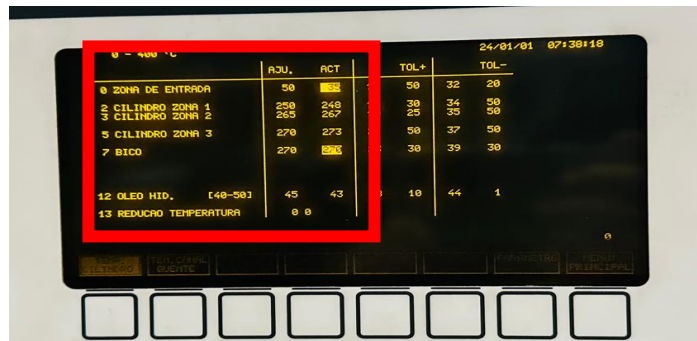 0 - 400 °C 24/01/01 07:38:18
AJU. ACT TOL+ TOL-
0 ZONA DE ENTRADA 50 35 50 32 20
2 CILINDRO ZONA 1 250 248 30 34 50
3 CILINDRO ZONA 2 265 267 25 35 50
5 CILINDRO ZONA 3 270 273 50 37 50
7 BICO 270 30 39 30
12 OLEO HID. [40-50] 45 43 10 44 1
13 REDUCAO TEMPERATURA 0 0
0
CILINDRO QUENTE PARAMETRO MENU PRINCIPAL